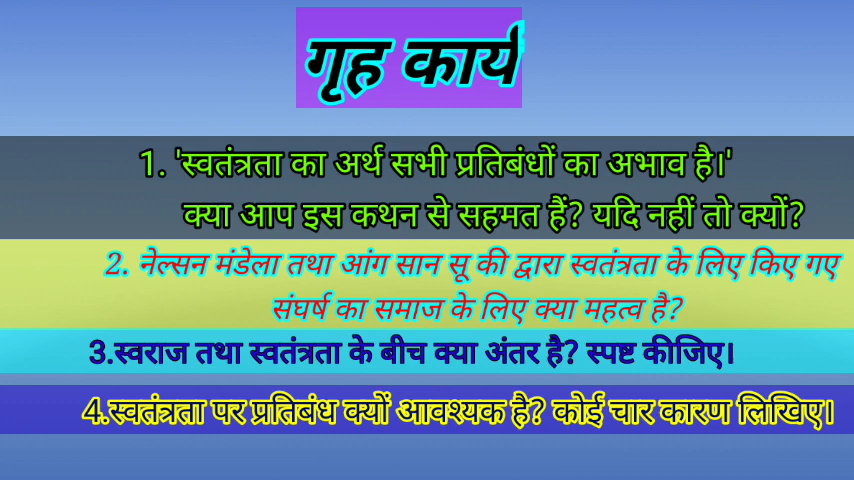 गृह कार्य
1. 'स्वतंत्रता का अर्थ सभी प्रतिबंधों का अभाव है।'
क्या आप इस कथन से सहमत हैं? यदि नहीं तो क्यों?
2. नेल्सन मंडेला तथा आंग सान सू की द्वारा स्वतंत्रता के लिए किए गए
संघर्ष का समाज के लिए क्या महत्व है?
3.स्वराज तथा स्वतंत्रता के बीच क्या अंतर है? स्पष्ट कीजिए।
4.स्वतंत्रता पर प्रतिबंध क्यों आवश्यक है? कोई चार कारण लिखिए।